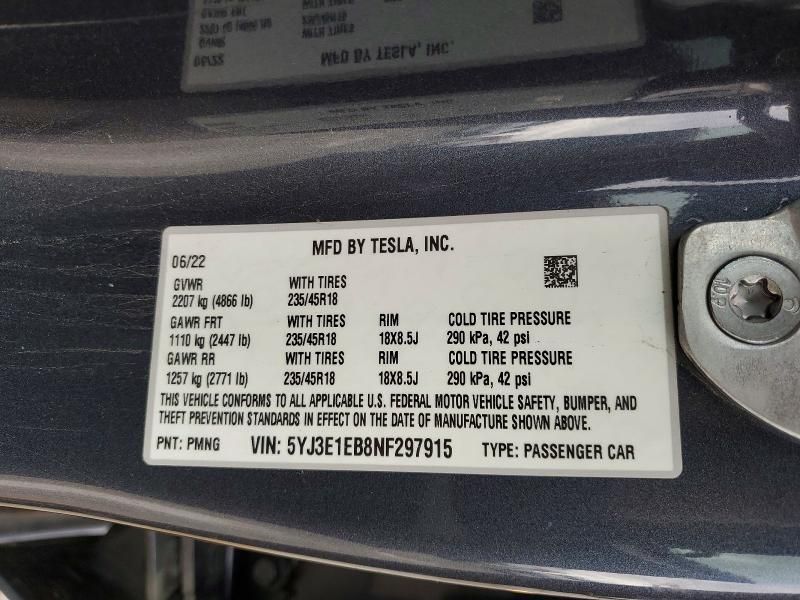 MFD BY TESLA, INC.
06/22
GVWR WITH TIRES
2207 kg (4866 lb) 235/45R18
GAWR FRT WITH TIRES RIM COLD TIRE PRESSURE
1110 kg (2447 lb) 235/45R18 18X8.5J 290 kPa, 42 psi
GAWR RR WITH TIRES RIM COLD TIRE PRESSURE
1257 kg (2771 lb) 235/45R18 18X8.5J 290 kPa, 42 psi
THIS VEHICLE CONFORMS TO ALL APPLICABLE U.S. FEDERAL MOTOR VEHICLE SAFETY, BUMPER, AND
THEFT PREVENTION STANDARDS IN EFFECT ON THE DATE OF MANUFACTURE SHOWN ABOVE.
PNT: PMNG VIN: 5YJ3E1EB8NF297915 TYPE: PASSENGER CAR